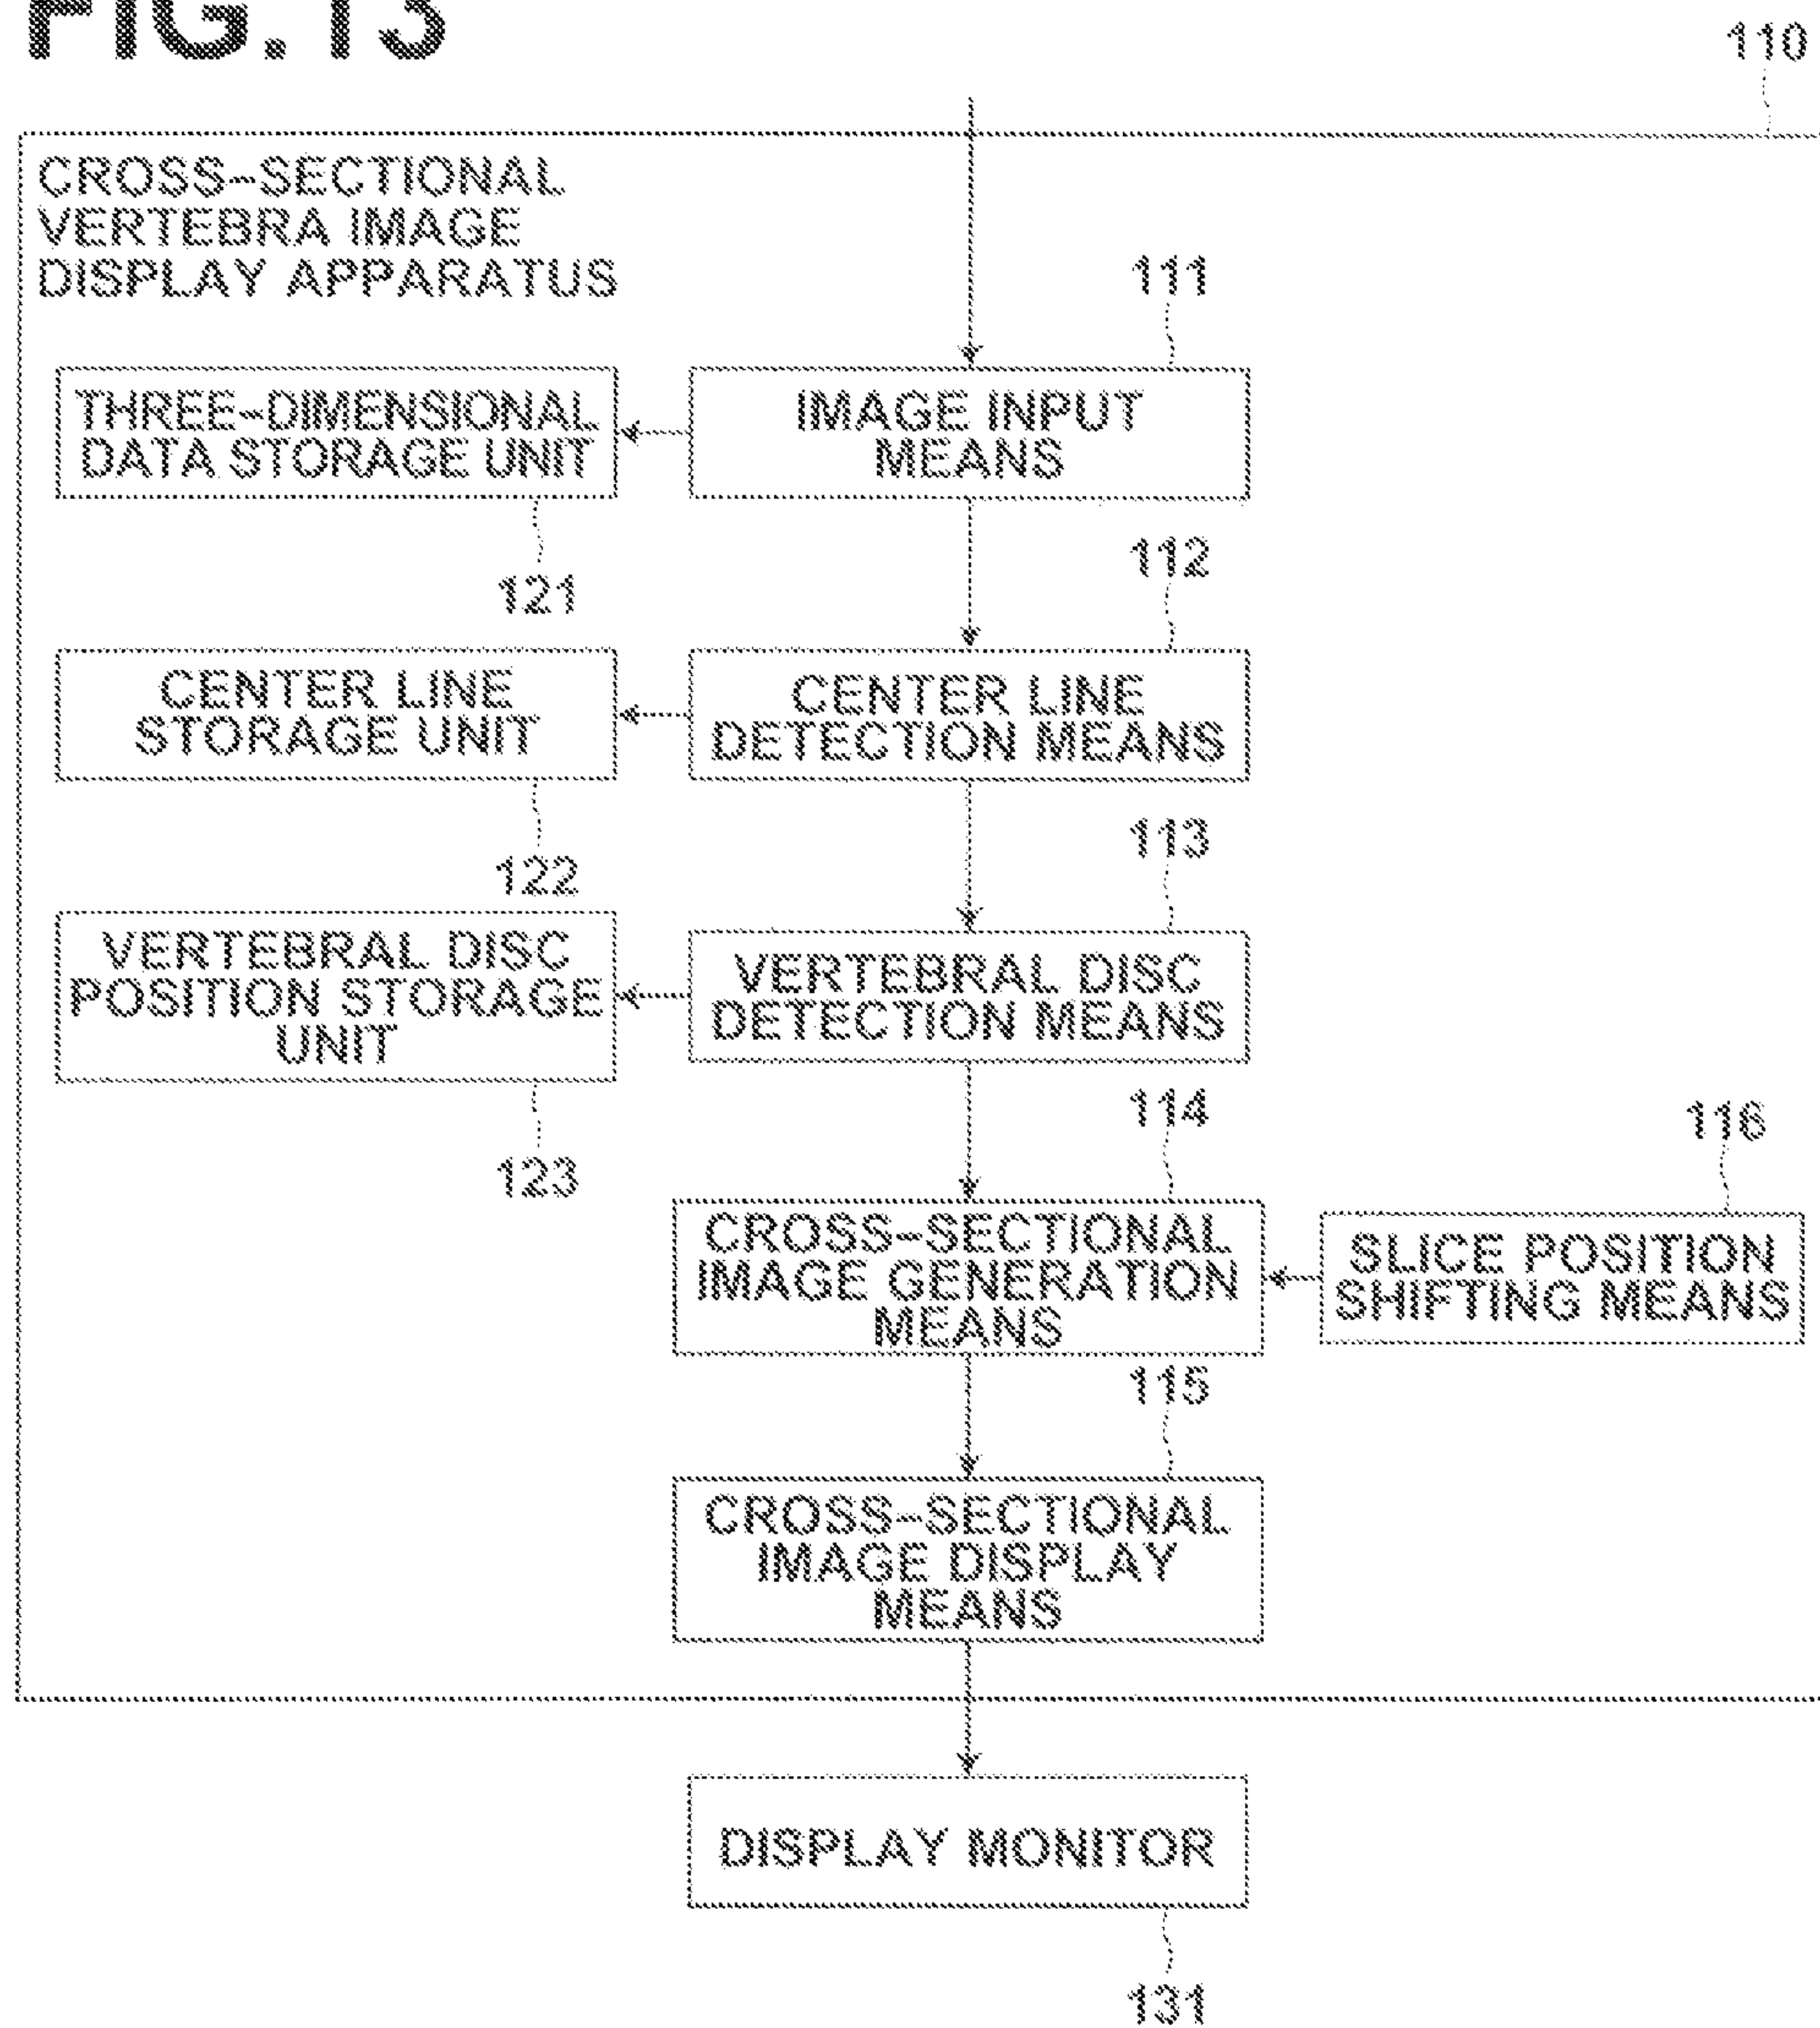 FIG.13
110
CROSS-SECTIONAL
VERTEBRA IMAGE
DISPLAY APPARATUS
111
THREE-DIMENSIONAL
DATA STORAGE UNIT
IMAGE INPUT
MEANS
121
112
CENTER LINE
STORAGE UNIT
CENTER LINE
DETECTION MEANS
122
113
VERTEBRAL DISC
POSITION STORAGE
UNIT
VERTEBRAL DISC
DETECTION MEANS
123
114
116
CROSS-SECTIONAL
IMAGE GENERATION
MEANS
SLICE POSITION
SHIFTING MEANS
115
CROSS-SECTIONAL
IMAGE DISPLAY
MEANS
DISPLAY MONITOR
131